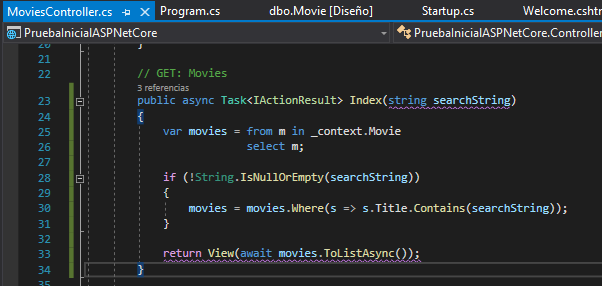 MoviesController.cs Program.cs dbo.Movie [Diseño] Startup.cs Welcome.csht
PruebaInicialASPNetCore PruebaInicialASPNetCore.Controller
20 }
21
22 // GET: Movies
3 referencias
23 public async Task<IActionResult> Index(string searchString)
24 {
25 var movies = from m in _context.Movie
26 select m;
27
28 if (!String.IsNullOrEmpty(searchString))
29 {
30 movies = movies.Where(s => s.Title.Contains(searchString));
31 }
32
33 return View(await movies.ToListAsync());
34 }
35